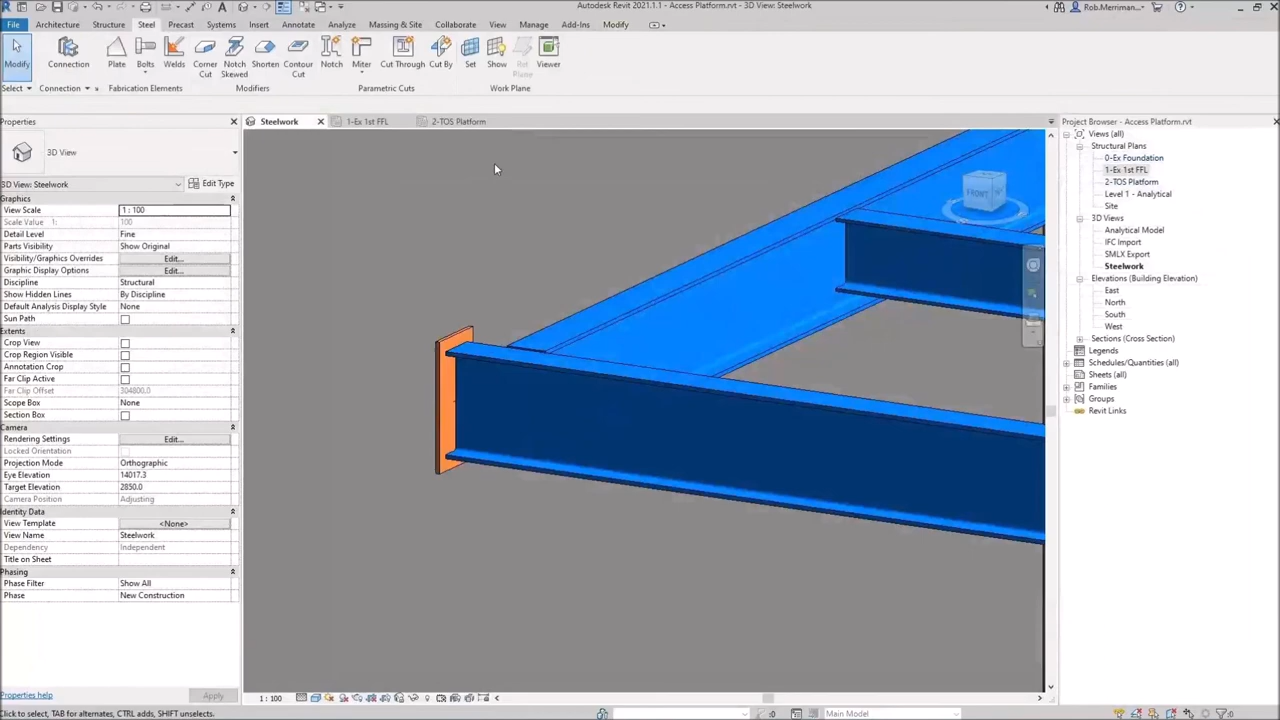 Autodesk Revit 2021.1.1 - Access Platform.rvt - 3D View: Steelwork
Rob.Merriman...
File Architecture Structure Steel Precast Systems Insert Annotate Analyze Massing & Site Collaborate View Manage Add-Ins Modify
Modify Connection Plate Bolts Welds Corner Cut Notch Skewed Shorten Contour Cut Notch Miter Cut Through Cut By Set Show Ref Plane Viewer
Select Connection Fabrication Elements Modifiers Parametric Cuts Work Plane
Properties
Steelwork 1-Ex 1st FFL 2-TOS Platform
Project Browser - Access Platform.rvt
3D View
3D View: Steelwork Edit Type
Graphics
View Scale 1 : 100
Scale Value 1: 100
Detail Level Fine
Parts Visibility Show Original
Visibility/Graphics Overrides Edit...
Graphic Display Options Edit...
Discipline Structural
Show Hidden Lines By Discipline
Default Analysis Display Style None
Sun Path
Extents
Crop View
Crop Region Visible
Annotation Crop
Far Clip Active
Far Clip Offset 304800.0
Scope Box None
Section Box
Camera
Rendering Settings Edit...
Locked Orientation
Projection Mode Orthographic
Eye Elevation 14017.3
Target Elevation 2850.0
Camera Position Adjusting
Identity Data
View Template <None>
View Name Steelwork
Dependency Independent
Title on Sheet
Phasing
Phase Filter Show All
Phase New Construction
Properties help Apply
FRONT
Views (all)
Structural Plans
0-Ex Foundation
1-Ex 1st FFL
2-TOS Platform
Level 1 - Analytical
Site
3D Views
Analytical Model
IFC Import
SMLX Export
Steelwork
Elevations (Building Elevation)
East
North
South
West
Sections (Cross Section)
Legends
Schedules/Quantities (all)
Sheets (all)
Families
Groups
Revit Links
1 : 100
Click to select, TAB for alternates, CTRL adds, SHIFT unselects.
:0
Main Model
:0